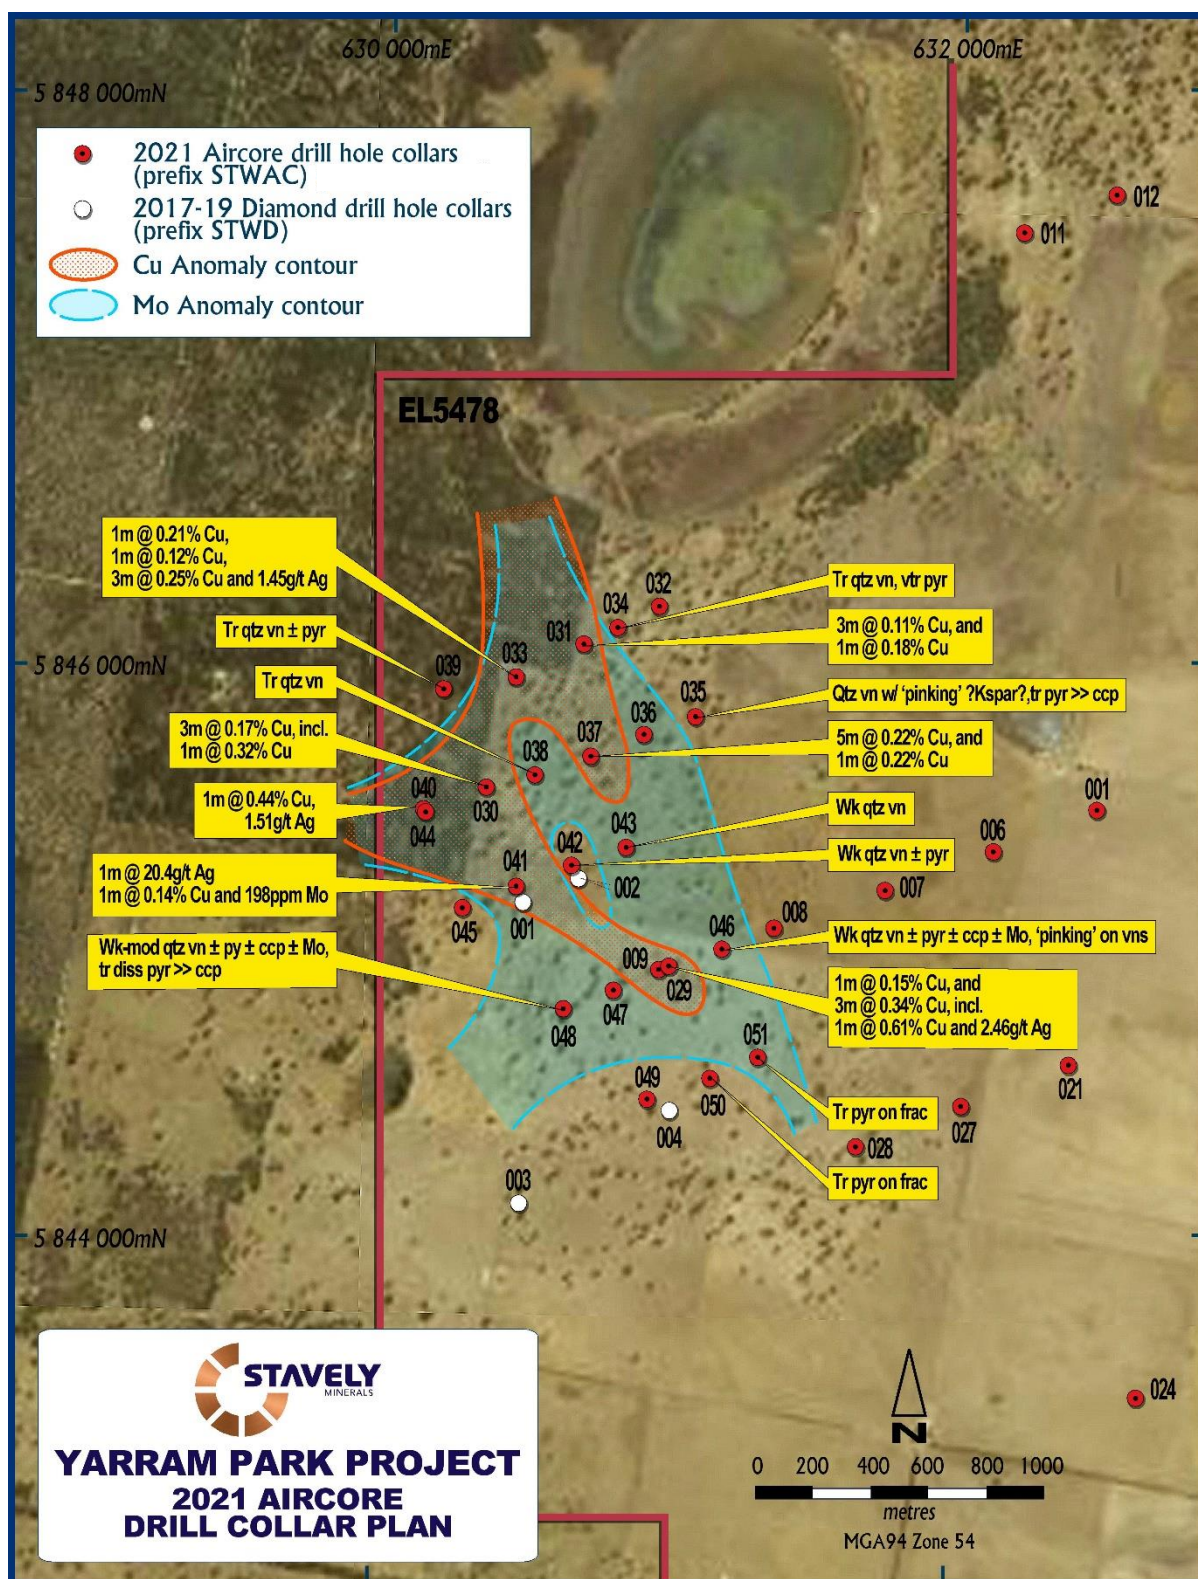 630 000mE
632 000mE
5 848 000mN
2021 Aircore drill hole collars
(prefix STWAC)
2017-19 Diamond drill hole collars
(prefix STWD)
Cu Anomaly contour
Mo Anomaly contour
012
011
EL5478
1m @ 0.21% Cu,
1m @ 0.12% Cu,
3m @ 0.25% Cu and 1.45g/t Ag
032
034
Tr qtz vn, vtr pyr
031
3m @ 0.11% Cu, and
1m @ 0.18% Cu
Tr qtz vn ± pyr
5 846 000mN
039
033
Tr qtz vn
035
Qtz vn w/ ‘pinking’ ?Kspar?,tr pyr >> ccp
036
037
5m @ 0.22% Cu, and
1m @ 0.22% Cu
3m @ 0.17% Cu, incl.
1m @ 0.32% Cu
038
040
030
001
1m @ 0.44% Cu,
1.51g/t Ag
044
043
Wk qtz vn
006
042
Wk qtz vn ± pyr
041
002
007
1m @ 20.4g/t Ag
1m @ 0.14% Cu and 198ppm Mo
045
001
008
046
Wk qtz vn ± pyr ± ccp ± Mo, ‘pinking’ on vns
Wk-mod qtz vn ± py ± ccp ± Mo,
tr diss pyr >> ccp
009
029
1m @ 0.15% Cu, and
3m @ 0.34% Cu, incl.
1m @ 0.61% Cu and 2.46g/t Ag
047
048
051
021
049
050
Tr pyr on frac
004
027
028
003
Tr pyr on frac
5 844 000mN
STAVELY
MINERALS
YARRAM PARK PROJECT
2021 AIRCORE
DRILL COLLAR PLAN
024
N
0 200 400 600 800 1000
metres
MGA94 Zone 54